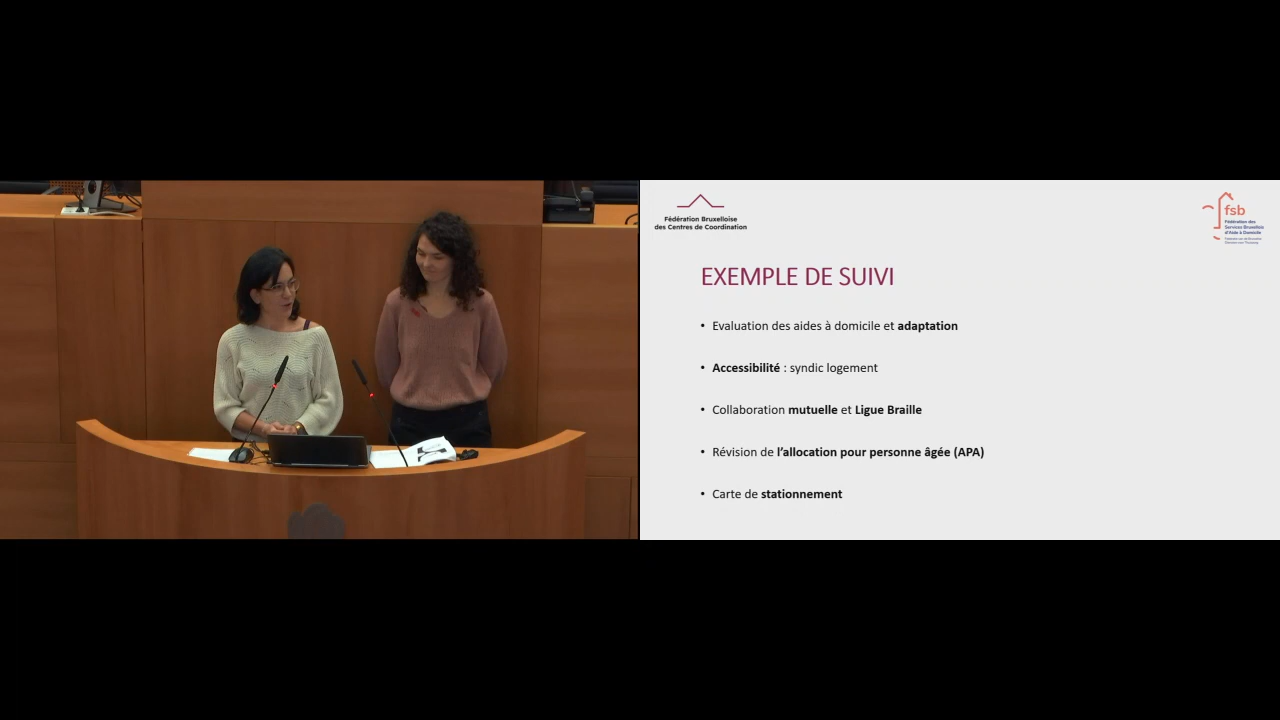 Fédération Bruxelloise
des Centres de Coordination
fsb
Fédération des
Services Bruxellois
d'Aide à Domicile
EXEMPLE DE SUIVI
• Evaluation des aides à domicile et adaptation
• Accessibilité : syndic logement
• Collaboration mutuelle et Ligue Braille
• Révision de l'allocation pour personne âgée (APA)
• Carte de stationnement